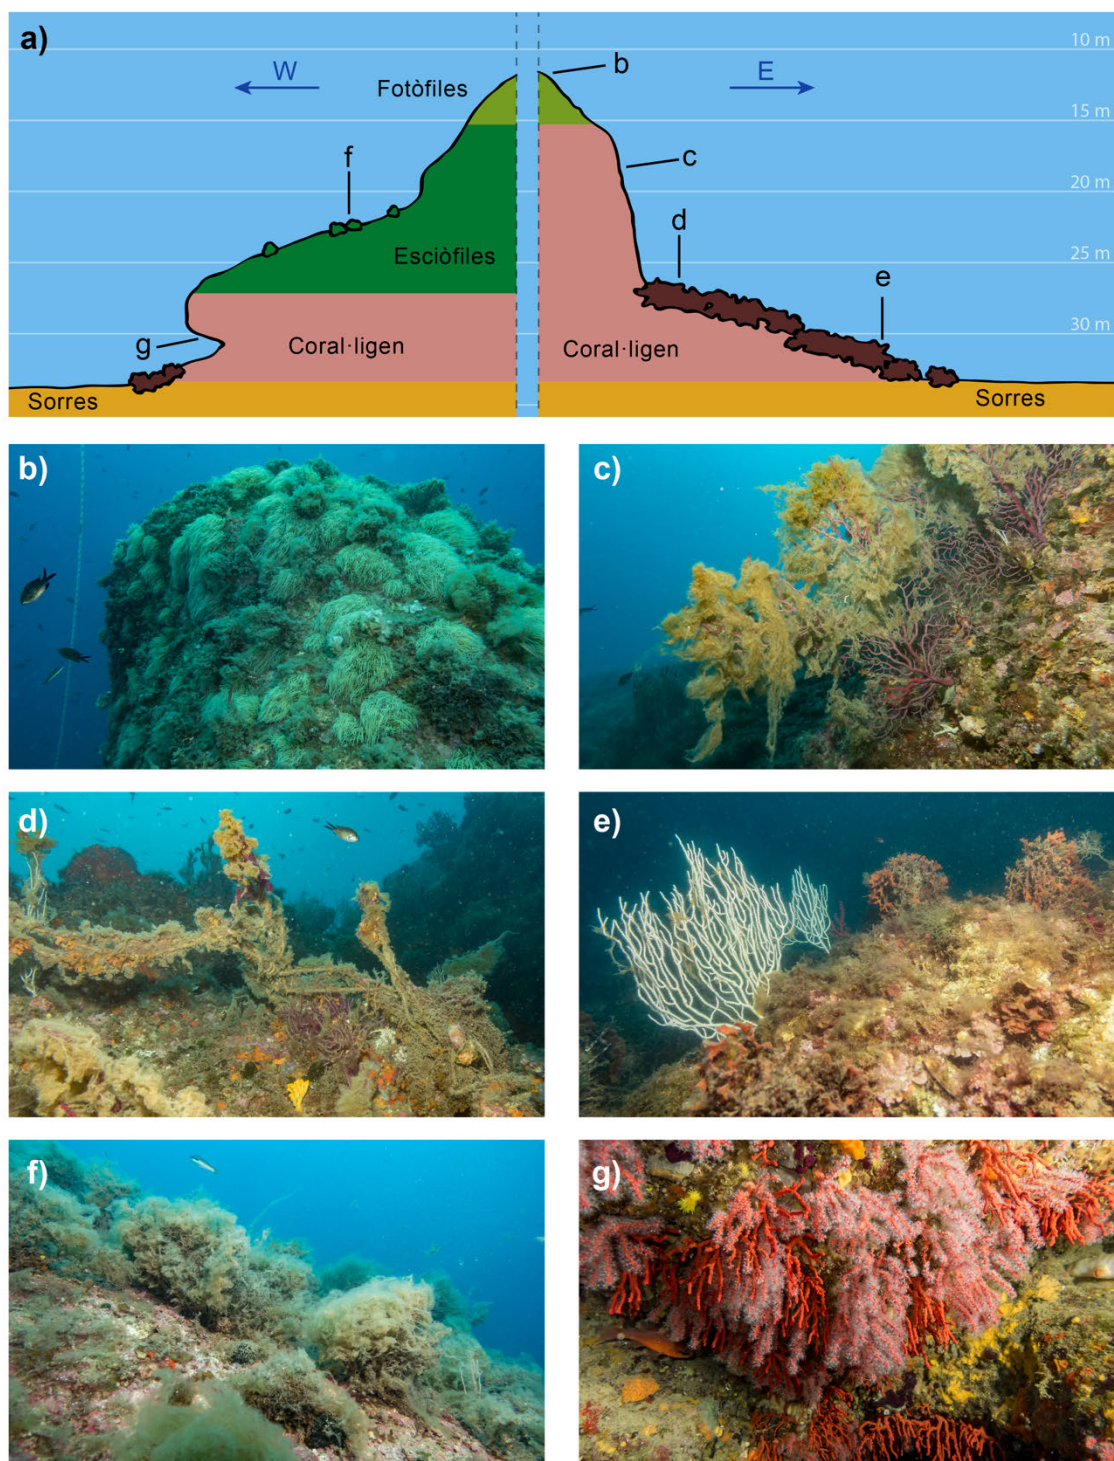 a)
10 m
W
Fotòfiles
b
E
15 m
f
c
20 m
d
Esciòfiles
25 m
e
g
Coral·ligen
Coral·ligen
30 m
Sorres
Sorres
b)
c)
d)
e)
f)
g)